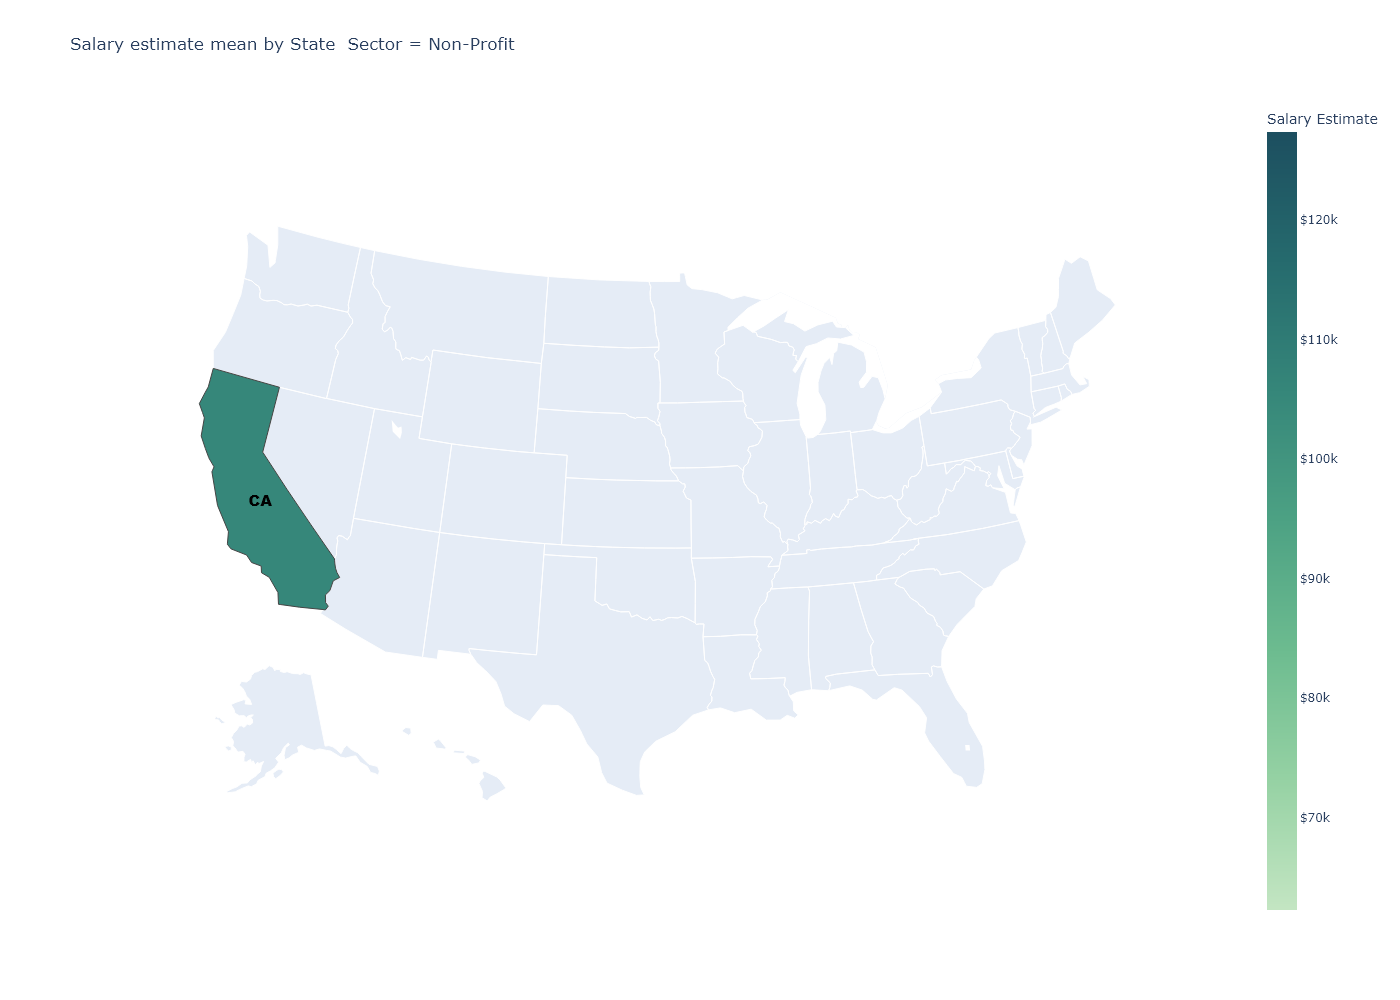 Salary estimate mean by State  Sector = Non-Profit
Salary Estimate
$120k
$110k
$100k
$90k
$80k
$70k
CA